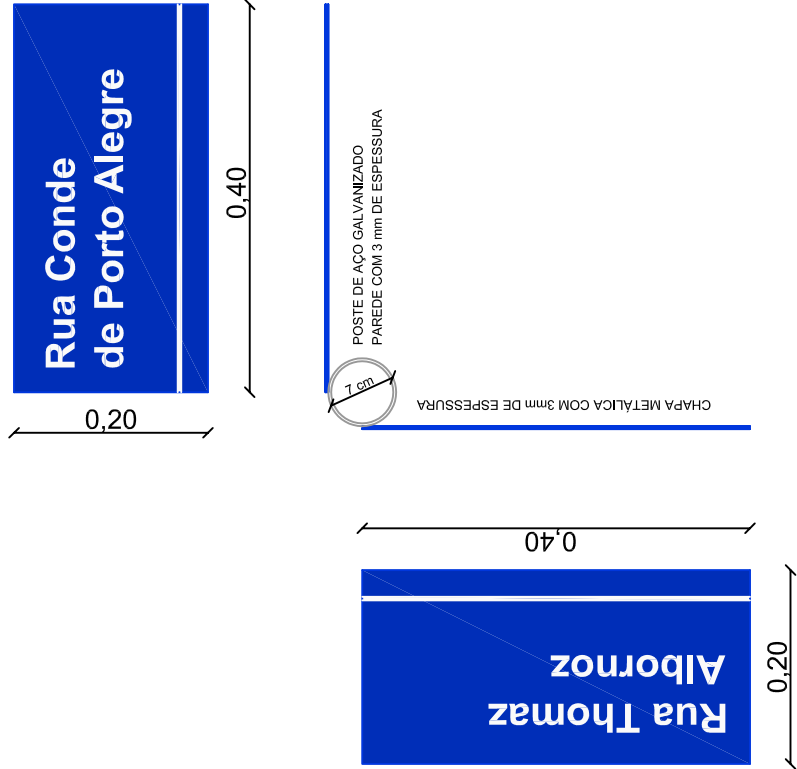 Rua Conde
de Porto Alegre
0,40
0,20
POSTE DE AÇO GALVANIZADO
PAREDE COM 3 mm DE ESPESSURA
7 cm
CHAPA METÁLICA COM 3mm DE ESPESSURA
0,40
Rua Thomaz
Albornoz
0,20